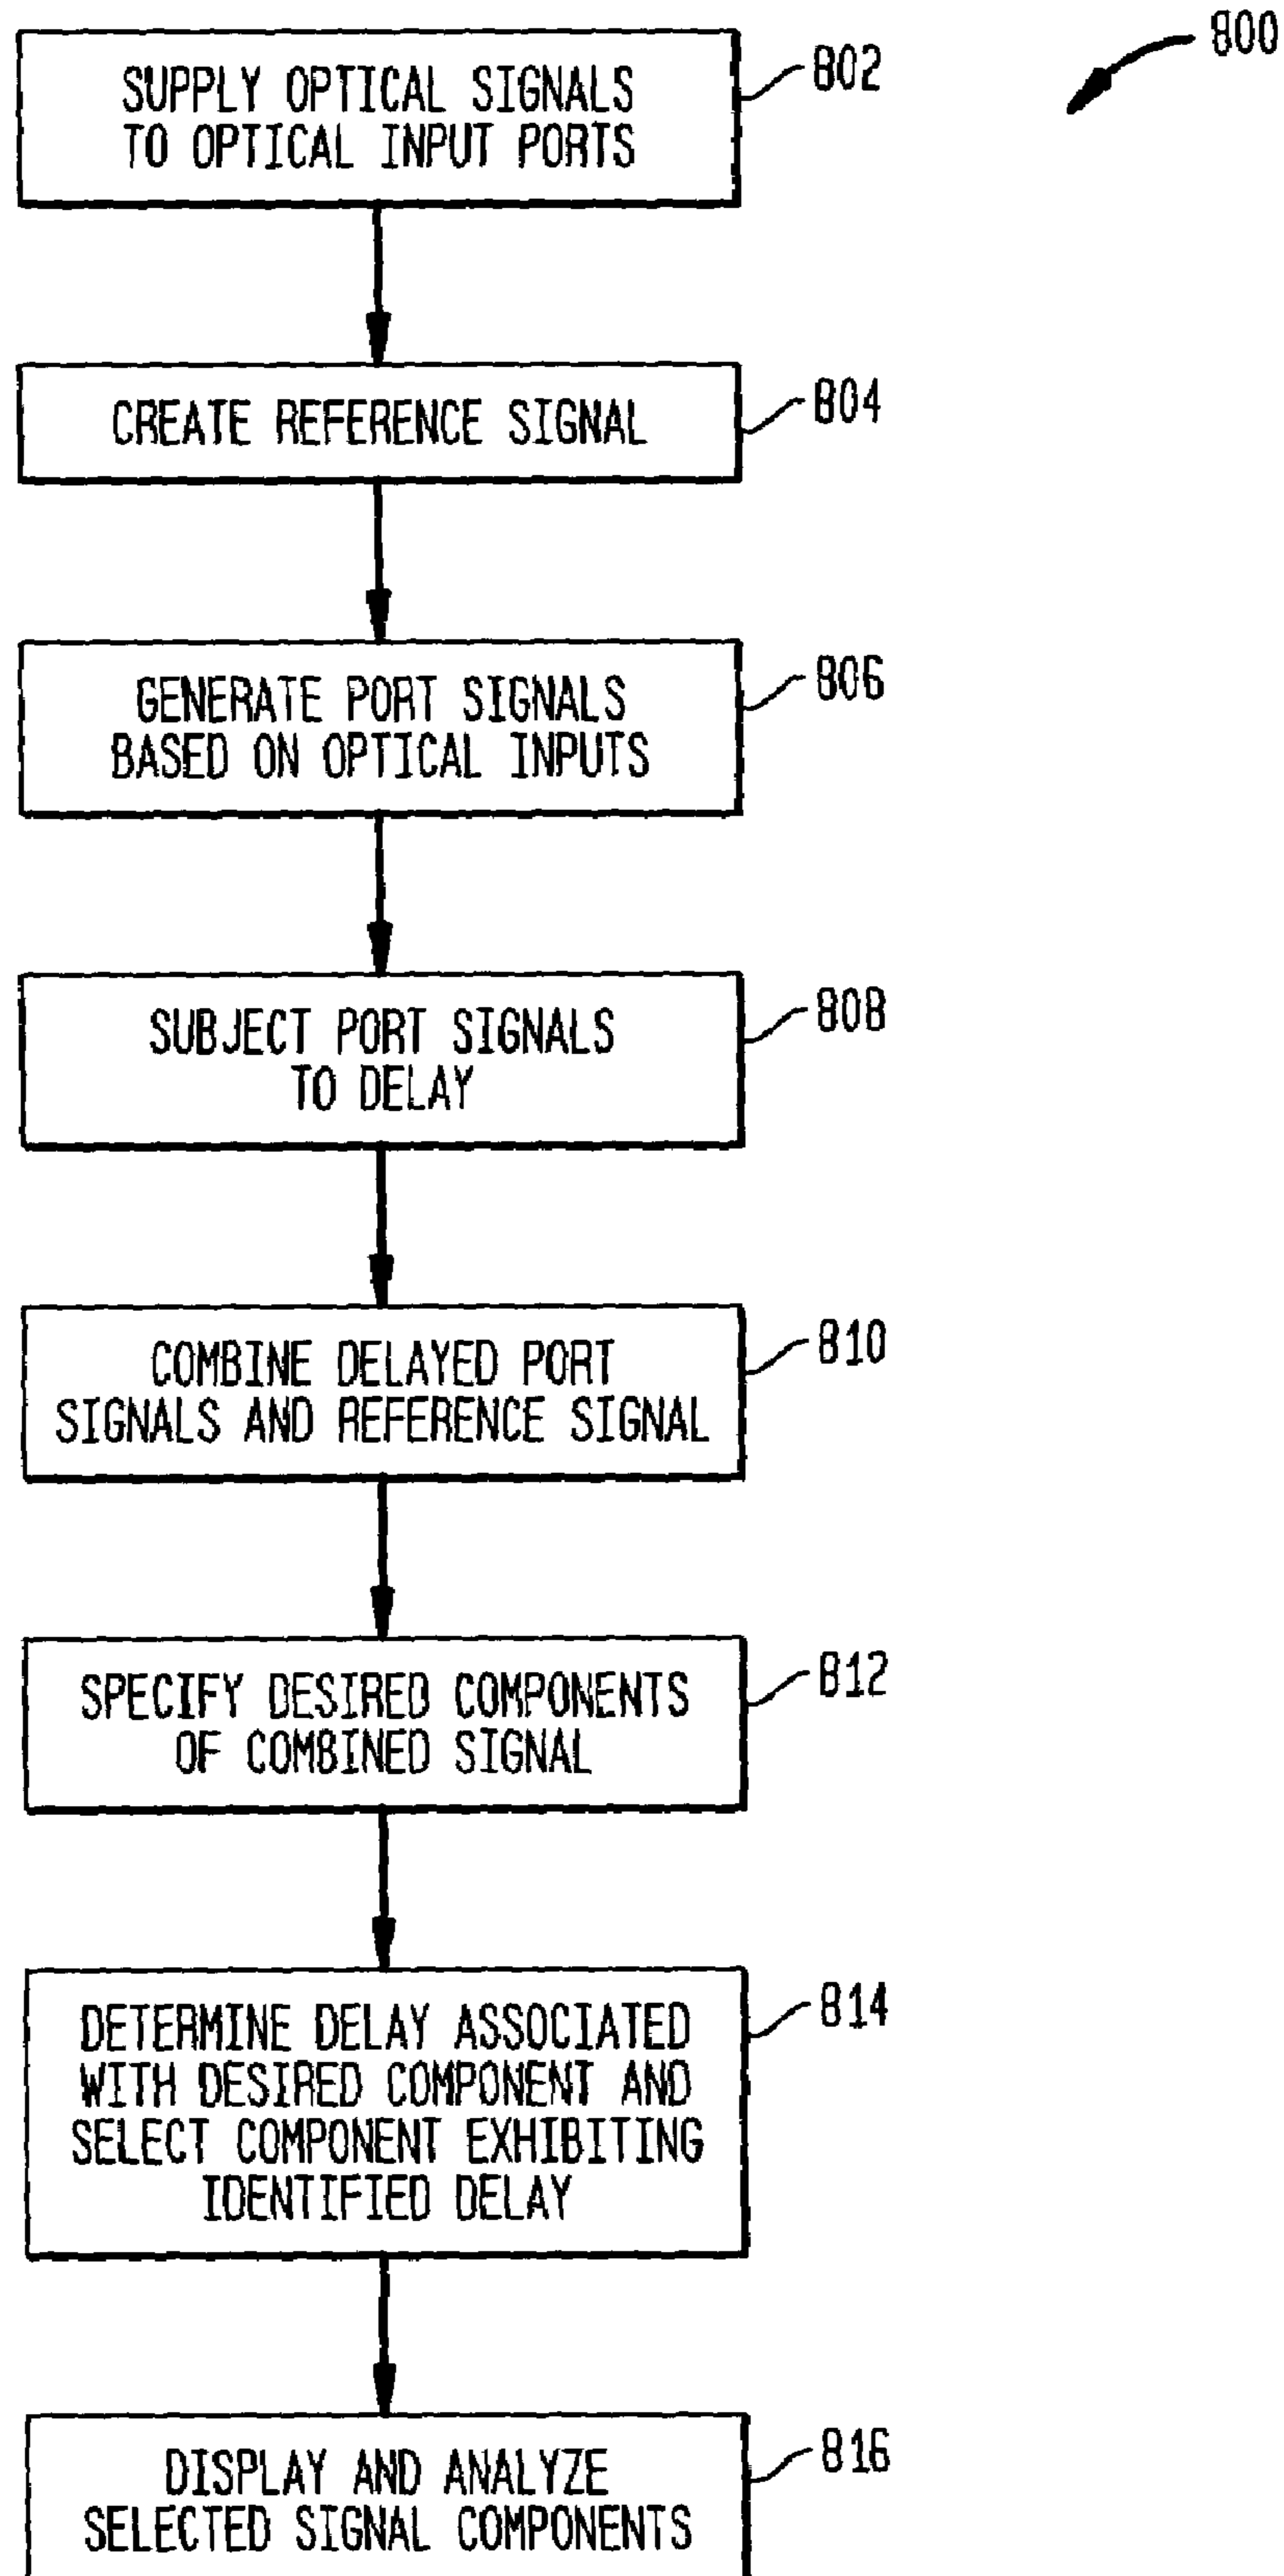 800
SUPPLY OPTICAL SIGNALS
TO OPTICAL INPUT PORTS
802
CREATE REFERENCE SIGNAL
804
GENERATE PORT SIGNALS
BASED ON OPTICAL INPUTS
806
SUBJECT PORT SIGNALS
TO DELAY
808
COMBINE DELAYED PORT
SIGNALS AND REFERENCE SIGNAL
810
SPECIFY DESIRED COMPONENTS
OF COMBINED SIGNAL
812
DETERMINE DELAY ASSOCIATED
WITH DESIRED COMPONENT AND
SELECT COMPONENT EXHIBITING
IDENTIFIED DELAY
814
DISPLAY AND ANALYZE
SELECTED SIGNAL COMPONENTS
816